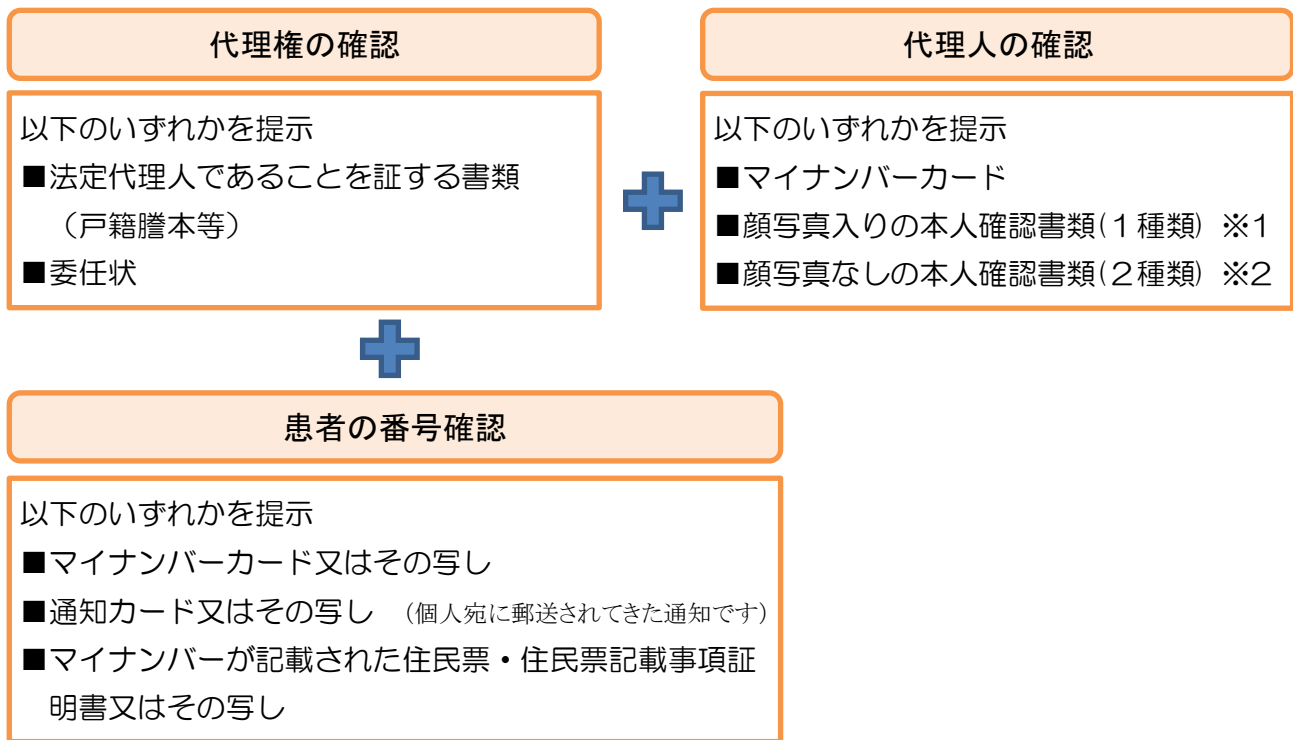 代理権の確認
以下のいずれかを提示
■法定代理人であることを証する書類
（戸籍謄本等）
■委任状
代理人の確認
以下のいずれかを提示
■マイナンバーカード
■顔写真入りの本人確認書類(１種類) ※1
■顔写真なしの本人確認書類(２種類) ※2
患者の番号確認
以下のいずれかを提示
■マイナンバーカード又はその写し
■通知カード又はその写し （個人宛に郵送されてきた通知です）
■マイナンバーが記載された住民票・住民票記載事項証
明書又はその写し